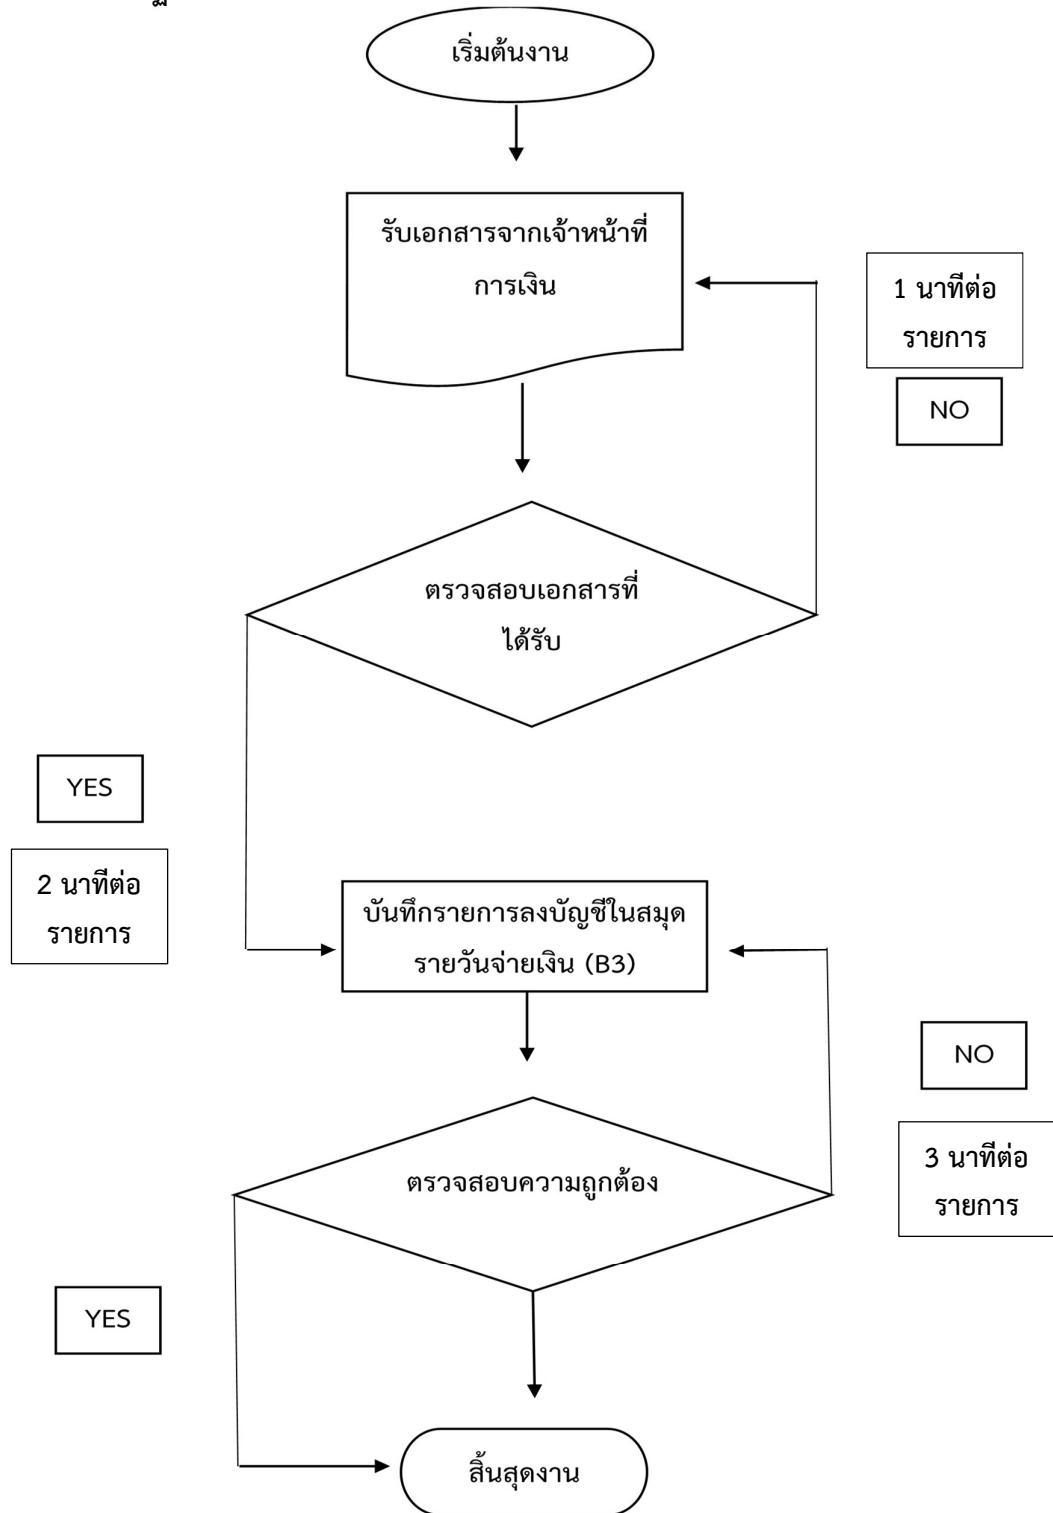 เริ่มต้นงาน
รับเอกสารจากเจ้าหน้าที่
การเงิน
1 นาทีต่อ
รายการ
NO
ตรวจสอบเอกสารที่
ได้รับ
YES
2 นาทีต่อ
รายการ
บันทึกรายการลงบัญชีในสมุด
รายวันจ่ายเงิน (B3)
NO
3 นาทีต่อ
รายการ
ตรวจสอบความถูกต้อง
YES
สิ้นสุดงาน